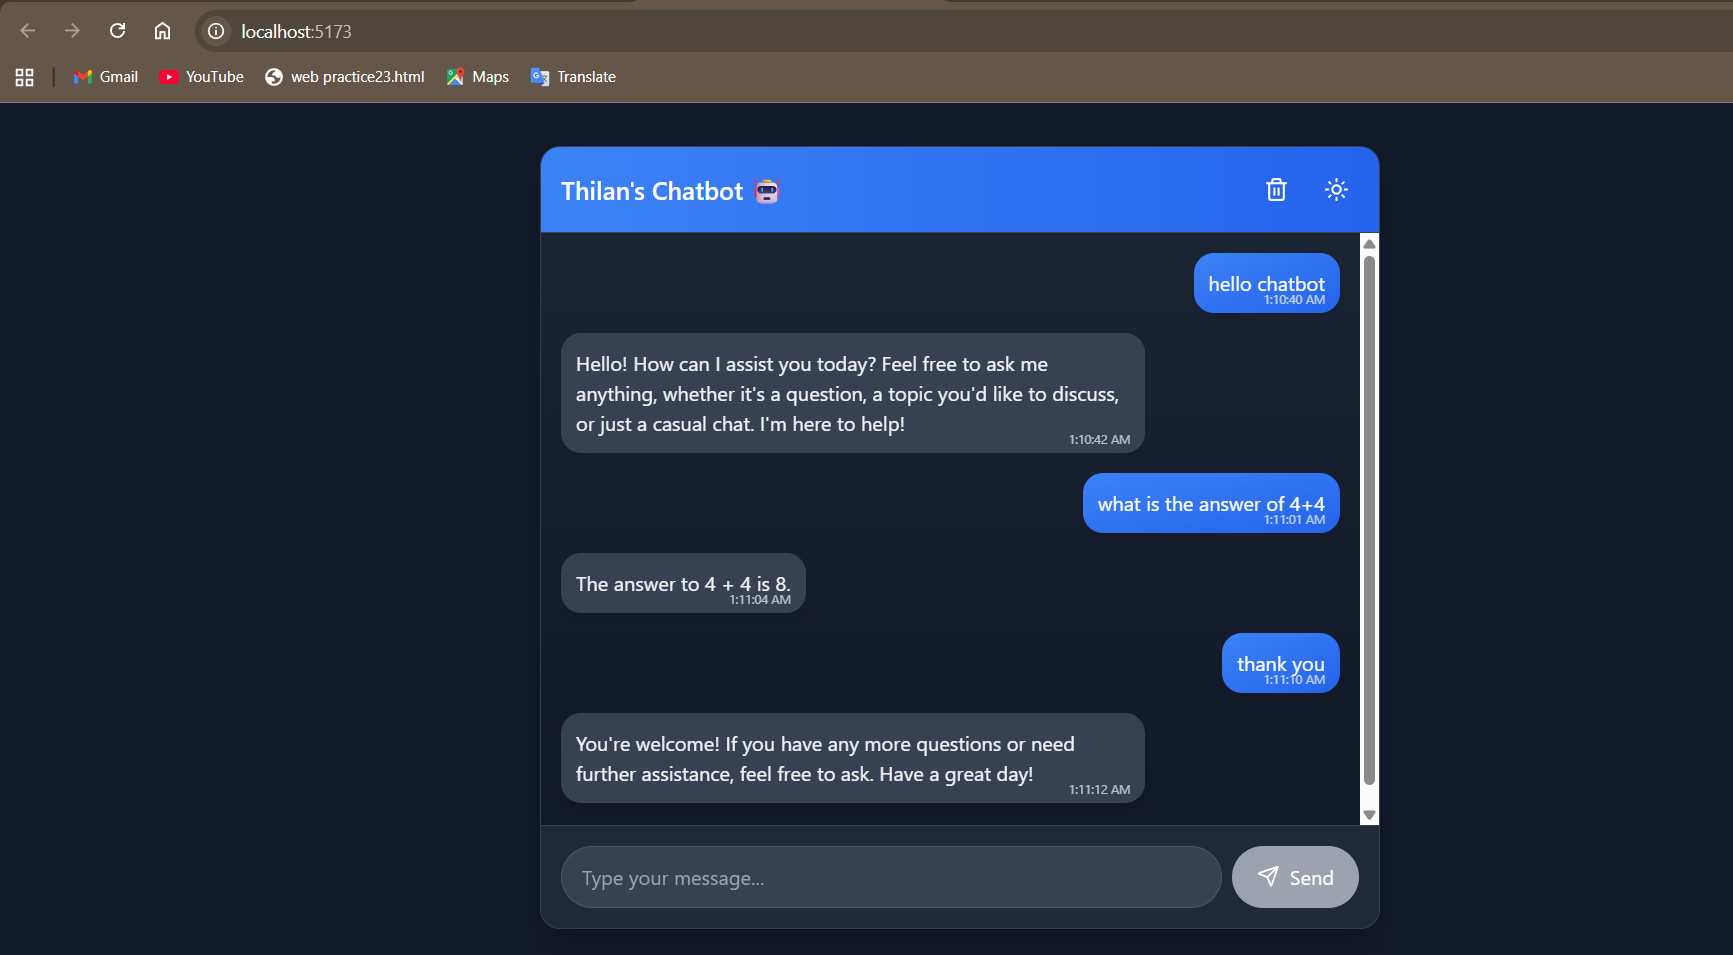 localhost:5173
Gmail
YouTube
web practice23.html
Maps
Translate
Thilan's Chatbot
hello chatbot
1:10:40 AM
Hello! How can I assist you today? Feel free to ask me
anything, whether it's a question, a topic you'd like to discuss,
or just a casual chat. I'm here to help!
1:10:42 AM
what is the answer of 4+4
1:11:01 AM
The answer to 4 + 4 is 8.
1:11:04 AM
thank you
1:11:10 AM
You're welcome! If you have any more questions or need
further assistance, feel free to ask. Have a great day!
1:11:12 AM
Type your message...
Send